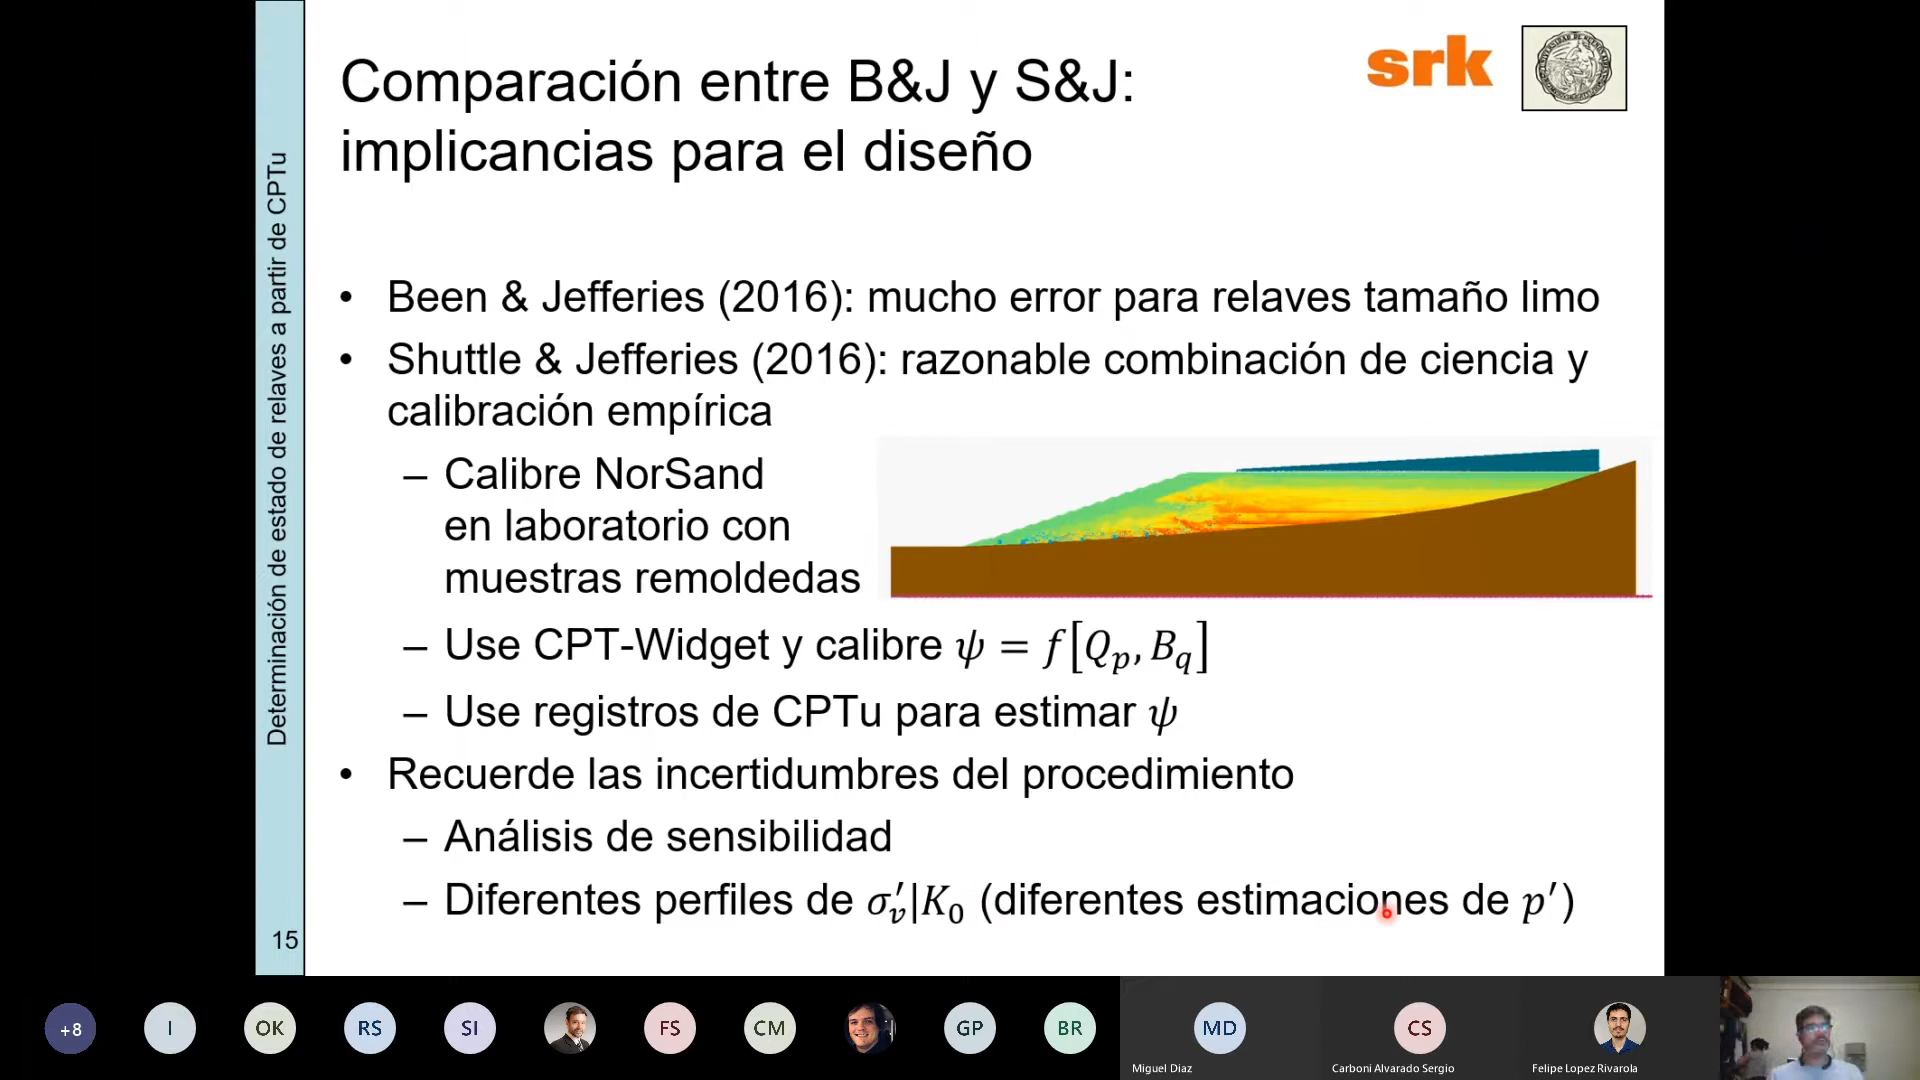 Comparación entre B&J y S&J:
implicancias para el diseño
srk
Determinación de estado de relaves a partir de CPTu
• Been & Jefferies (2016): mucho error para relaves tamaño limo
• Shuttle & Jefferies (2016): razonable combinación de ciencia y
calibración empírica
– Calibre NorSand
en laboratorio con
muestras remoldedas
– Use CPT-Widget y calibre ψ = f[Qp, Bq]
– Use registros de CPTu para estimar ψ
• Recuerde las incertidumbres del procedimiento
– Análisis de sensibilidad
– Diferentes perfiles de σ′v|K0 (diferentes estimaciones de p′)
15
+8
I
OK
RS
SI
FS
CM
GP
BR
MD
CS
Miguel Diaz
Carboni Alvarado Sergio
Felipe Lopez Rivarola